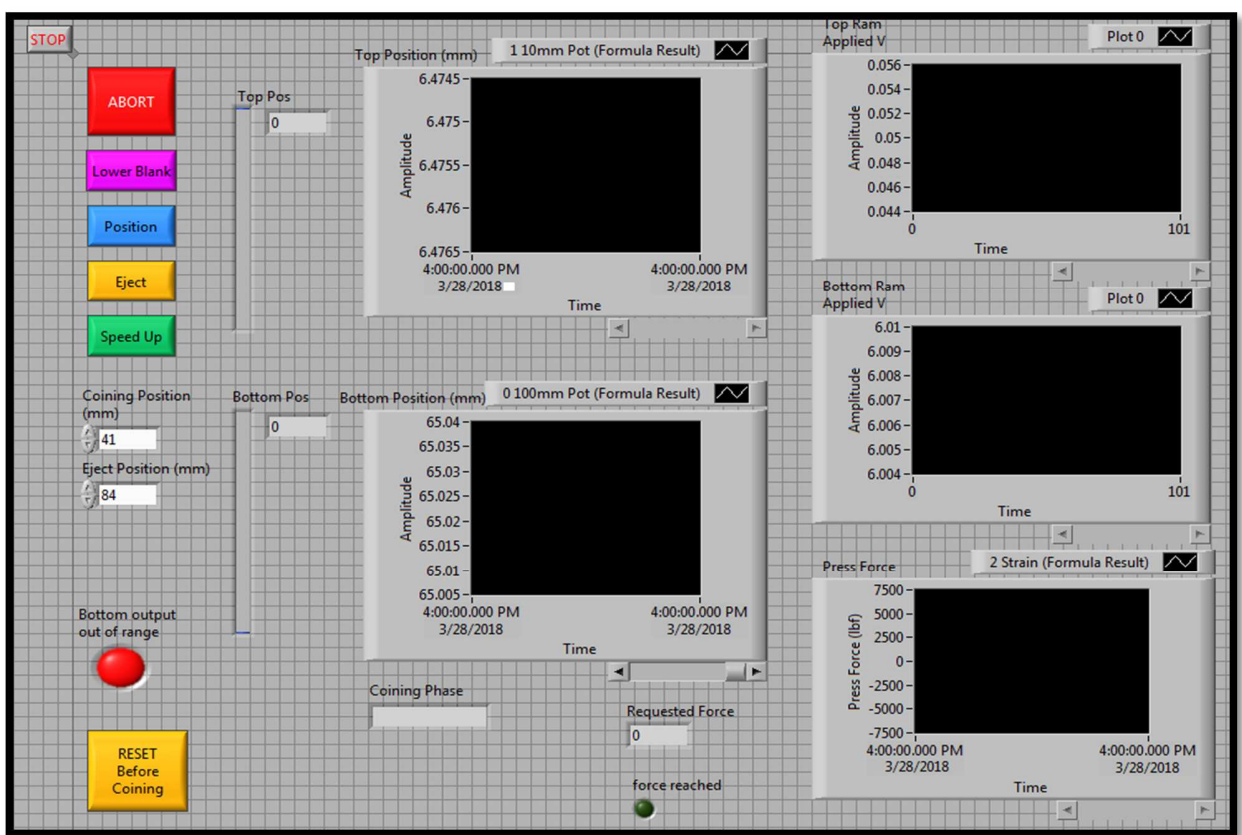 STOP
ABORT
Lower Blank
Position
Eject
Speed Up
Coining Position
(mm)
41
Eject Position (mm)
84
Bottom output
out of range
RESET
Before
Coining
Top Pos
0
Bottom Pos
0
Top Position (mm)
1 10mm Pot (Formula Result)
6.4745
6.475
6.4755
6.476
6.4765
Amplitude
4:00:00.000 PM
3/28/2018
4:00:00.000 PM
3/28/2018
Time
Bottom Position (mm)
0 100mm Pot (Formula Result)
65.04
65.035
65.03
65.025
65.02
65.015
65.01
65.005
Amplitude
4:00:00.000 PM
3/28/2018
4:00:00.000 PM
3/28/2018
Time
Coining Phase
Requested Force
0
force reached
Top Ram
Applied V
Plot 0
0.056
0.054
0.052
0.05
0.048
0.046
0.044
Amplitude
0
101
Time
Bottom Ram
Applied V
Plot 0
6.01
6.009
6.008
6.007
6.006
6.005
6.004
Amplitude
0
101
Time
Press Force
2 Strain (Formula Result)
7500
5000
2500
0
-2500
-5000
-7500
Press Force (lbf)
4:00:00.000 PM
3/28/2018
4:00:00.000 PM
3/28/2018
Time